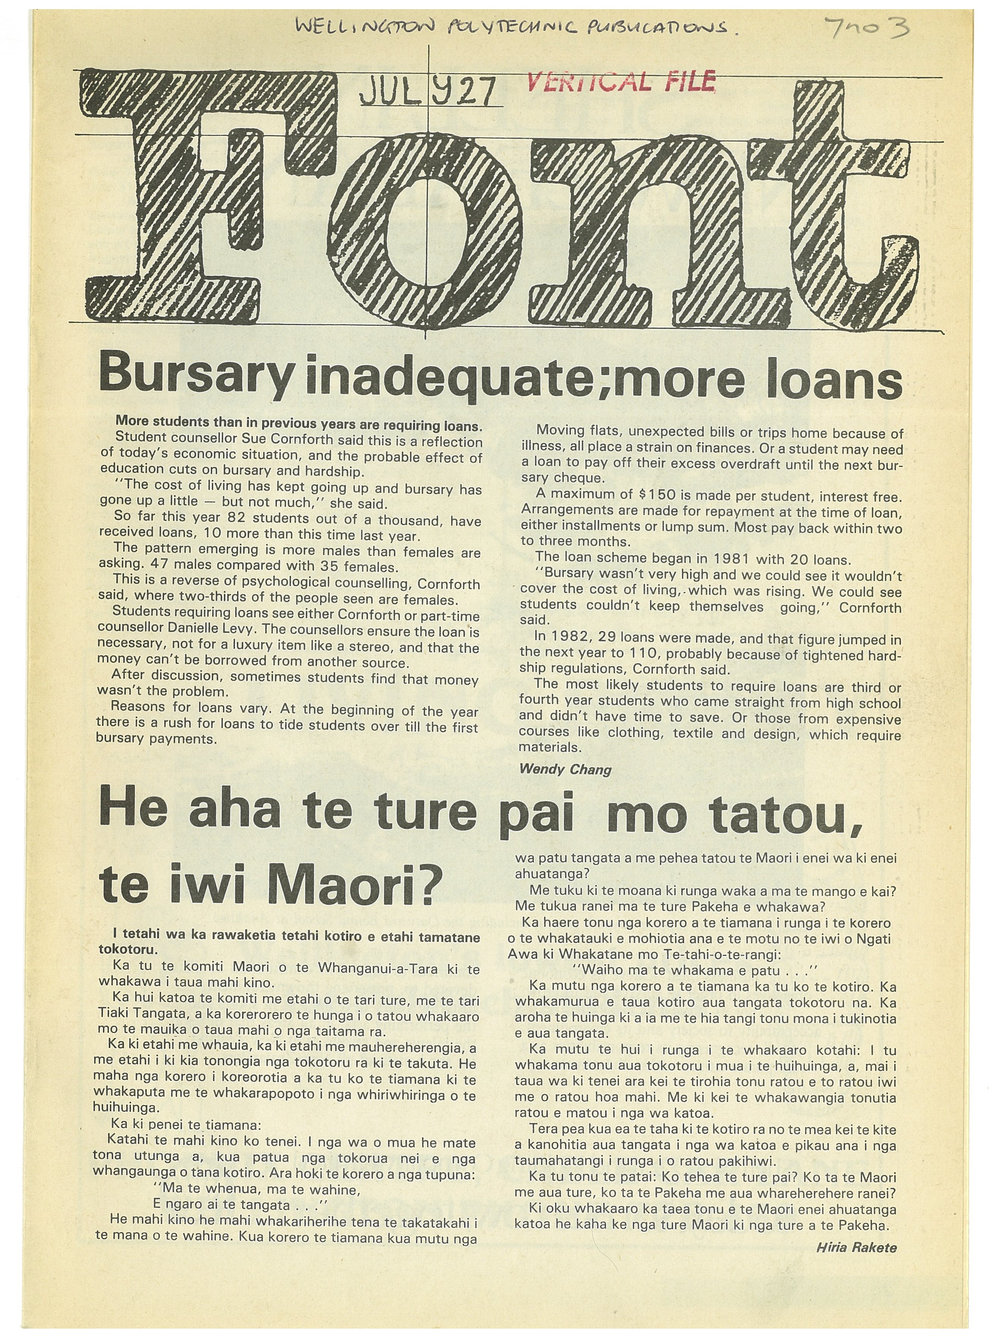 WELLINGTON POLYTECHNIC PUBLICATIONS.
7no 3
JULY 27
VERTICAL FILE
Font
Bursary inadequate;more loans
More students than in previous years are requiring loans.
Student counsellor Sue Cornforth said this is a reflection
of today's economic situation, and the probable effect of
education cuts on bursary and hardship.
"The cost of living has kept going up and bursary has
gone up a little — but not much," she said.
So far this year 82 students out of a thousand, have
received loans, 10 more than this time last year.
The pattern emerging is more males than females are
asking. 47 males compared with 35 females.
This is a reverse of psychological counselling, Cornforth
said, where two-thirds of the people seen are females.
Students requiring loans see either Cornforth or part-time
counsellor Danielle Levy. The counsellors ensure the loan is
necessary, not for a luxury item like a stereo, and that the
money can't be borrowed from another source.
After discussion, sometimes students find that money
wasn't the problem.
Reasons for loans vary. At the beginning of the year
there is a rush for loans to tide students over till the first
bursary payments.
Moving flats, unexpected bills or trips home because of
illness, all place a strain on finances. Or a student may need
a loan to pay off their excess overdraft until the next bur-
sary cheque.
A maximum of $150 is made per student, interest free.
Arrangements are made for repayment at the time of loan,
either installments or lump sum. Most pay back within two
to three months.
The loan scheme began in 1981 with 20 loans.
"Bursary wasn't very high and we could see it wouldn't
cover the cost of living, which was rising. We could see
students couldn't keep themselves going," Cornforth
said.
In 1982, 29 loans were made, and that figure jumped in
the next year to 110, probably because of tightened hard-
ship regulations, Cornforth said.
The most likely students to require loans are third or
fourth year students who came straight from high school
and didn't have time to save. Or those from expensive
courses like clothing, textile and design, which require
materials.
Wendy Chang
He aha te ture pai mo tatou,
te iwi Maori?
I tetahi wa ka rawaketia tetahi kotiro e etahi tamatane
tokotoru.
Ka tu te komiti Maori o te Whanganui-a-Tara ki te
whakawa i taua mahi kino.
Ka hui katoa te komiti me etahi o te tari ture, me te tari
Tiaki Tangata, a ka korerorero te hunga i o tatou whakaaro
mo te mauika o taua mahi o nga taitama ra.
Ka ki etahi me whauia, ka ki etahi me mauhereherengia, a
me etahi i ki kia tonongia nga tokotoru ra ki te takuta. He
maha nga korero i koreorotia a ka tu ko te tiamana ki te
whakaputa me te whakarapopoto i nga whiriwhiringa o te
huihuinga.
Ka ki penei te tiamana:
Katahi te mahi kino ko tenei. I nga wa o mua he mate
tona utunga a, kua patua nga tokorua nei e nga
whangaunga o tana kotiro. Ara hoki te korero a nga tupuna:
"Ma te whenua, ma te wahine,
E ngaro ai te tangata . . ."
He mahi kino he mahi whakariherihe tena te takatakahi i
te mana o te wahine. Kua korero te tiamana kua mutu nga
wa patu tangata a me pehea tatou te Maori i enei wa ki enei
ahuatanga?
Me tuku ki te moana ki runga waka a ma te mango e kai?
Me tukua ranei ma te ture Pakeha e whakawa?
Ka haere tonu nga korero a te tiamana i runga i te korero
o te whakatauki e mohiotia ana e te motu no te iwi o Ngati
Awa ki Whakatane mo Te-tahi-o-te-rangi:
"Waiho ma te whakama e patu . . ."
Ka mutu nga korero a te tiamana ka tu ko te kotiro. Ka
whakamurua e taua kotiro aua tangata tokotoru na. Ka
aroha te huinga ki a ia me te hia tangi tonu mona i tukinotia
e aua tangata.
Ka mutu te hui i runga i te whakaaro kotahi: I tu
whakama tonu aua tokotoru i mua i te huihuinga, a, mai i
taua wa ki tenei ara kei te tirohia tonu ratou e to ratou iwi
me o ratou hoa mahi. Me ki kei te whakawangia tonutia
ratou e matou i nga wa katoa.
Tera pea kua ea te taha ki te kotiro ra no te mea kei te kite
a kanohitia aua tangata i nga wa katoa e pikau ana i nga
taumahatangi i runga i o ratou pakihiwi.
Ka tu tonu te patai: Ko tehea te ture pai? Ko ta te Maori
me aua ture, ko ta te Pakeha me aua whareherehere ranei?
Ki oku whakaaro ka taea tonu e te Maori enei ahuatanga
katoa he kaha ke nga ture Maori ki nga ture a te Pakeha.
Hiria Rakete